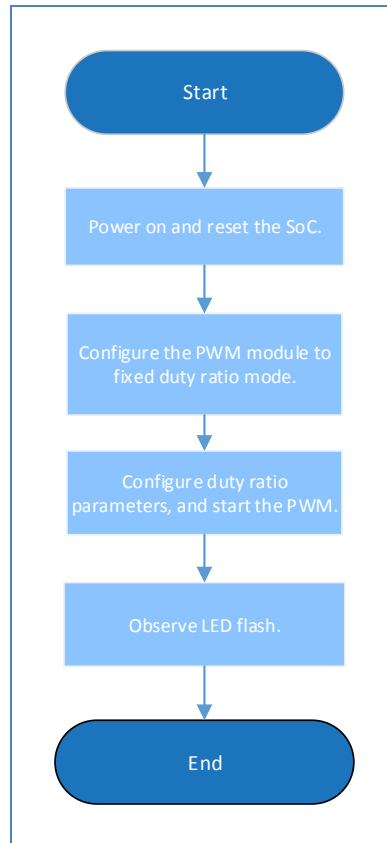 Start
Power on and reset the SoC.
Configure the PWM module to
fixed duty ratio mode.
Configure duty ratio
parameters, and start the PWM.
Observe LED flash.
End